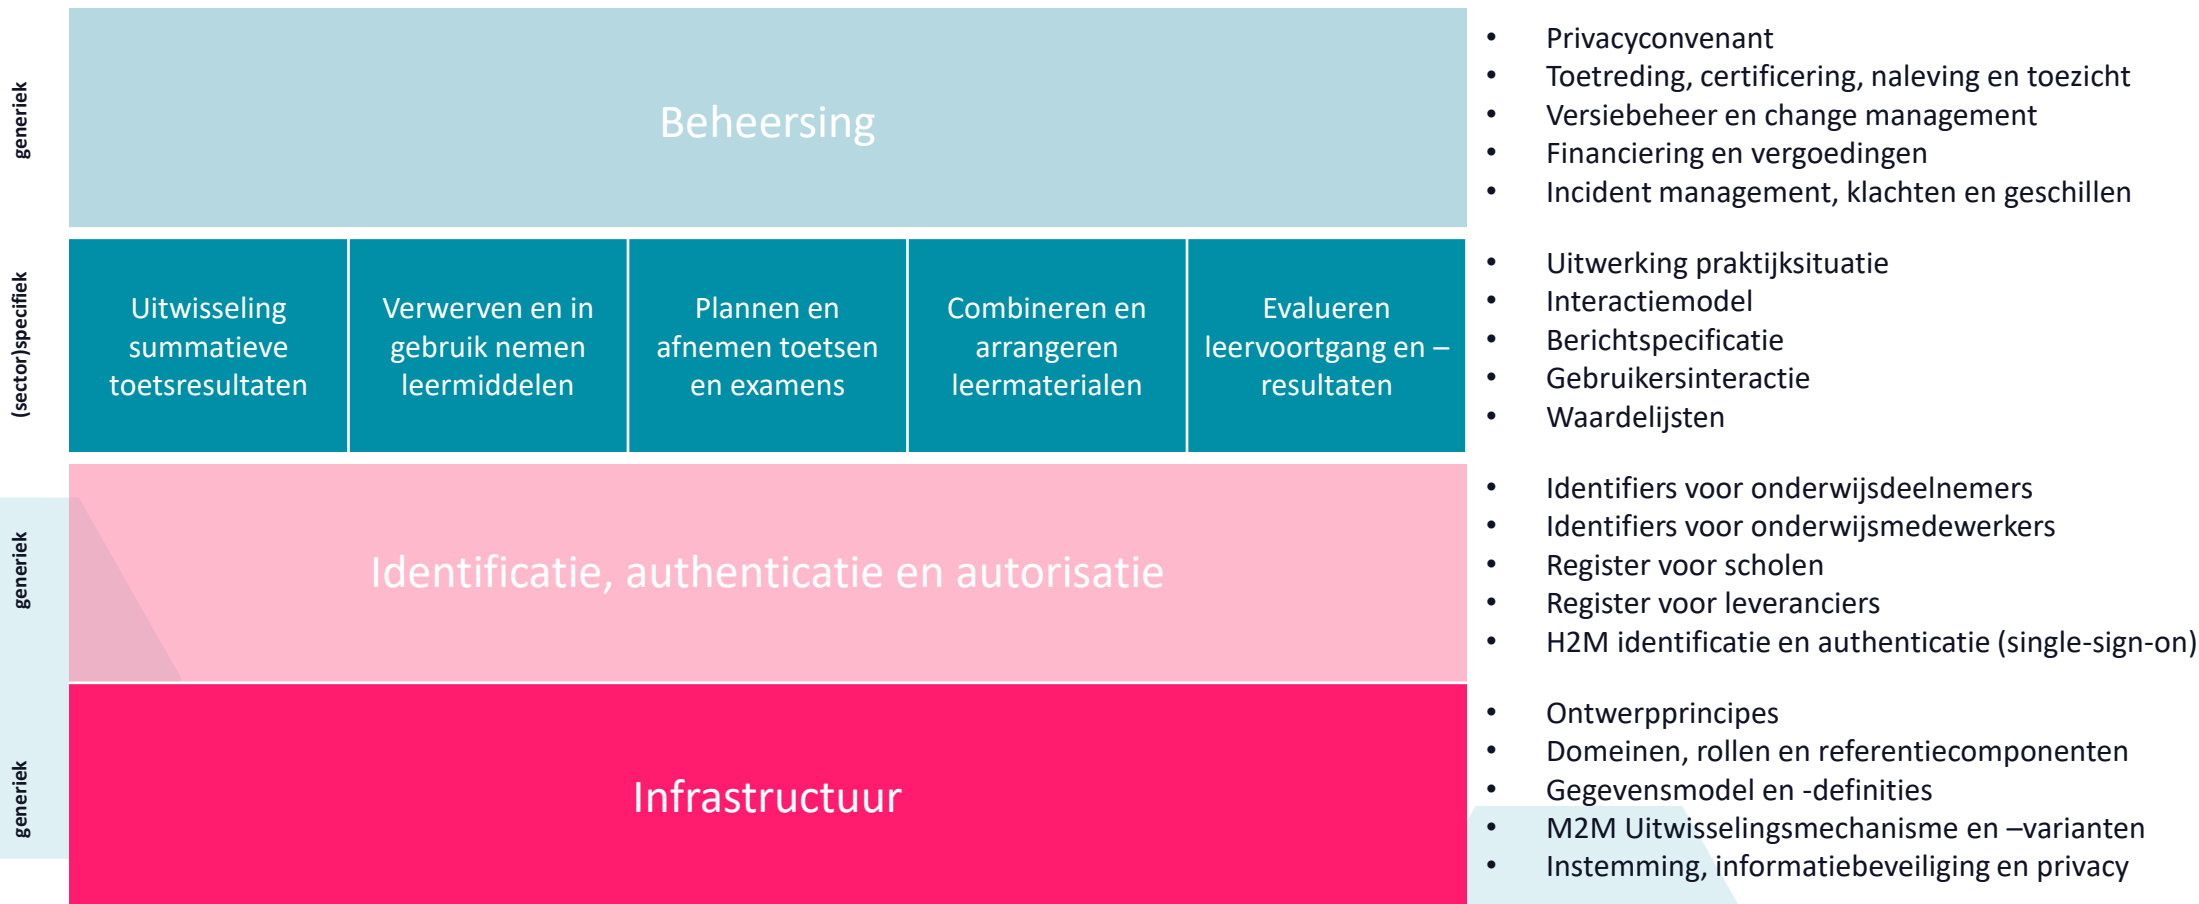 generiek
Beheersing
• Privacyconvenant
• Toetreding, certificering, naleving en toezicht
• Versiebeheer en change management
• Financiering en vergoedingen
• Incident management, klachten en geschillen
(sector)specifiek
Uitwisseling
summatieve
toetsresultaten
Verwerven en in
gebruik nemen
leermiddelen
Plannen en
afnemen toetsen
en examens
Combineren en
arrangeren
leermaterialen
Evalueren
leervoortgang en –
resultaten
• Uitwerking praktijksituatie
• Interactiemodel
• Berichtspecificatie
• Gebruikersinteractie
• Waardelijsten
generiek
Identificatie, authenticatie en autorisatie
• Identifiers voor onderwijsdeelnemers
• Identifiers voor onderwijsmedewerkers
• Register voor scholen
• Register voor leveranciers
• H2M identificatie en authenticatie (single-sign-on)
generiek
Infrastructuur
• Ontwerpprincipes
• Domeinen, rollen en referentiecomponenten
• Gegevensmodel en -definities
• M2M Uitwisselingsmechanisme en –varianten
• Instemming, informatiebeveiliging en privacy